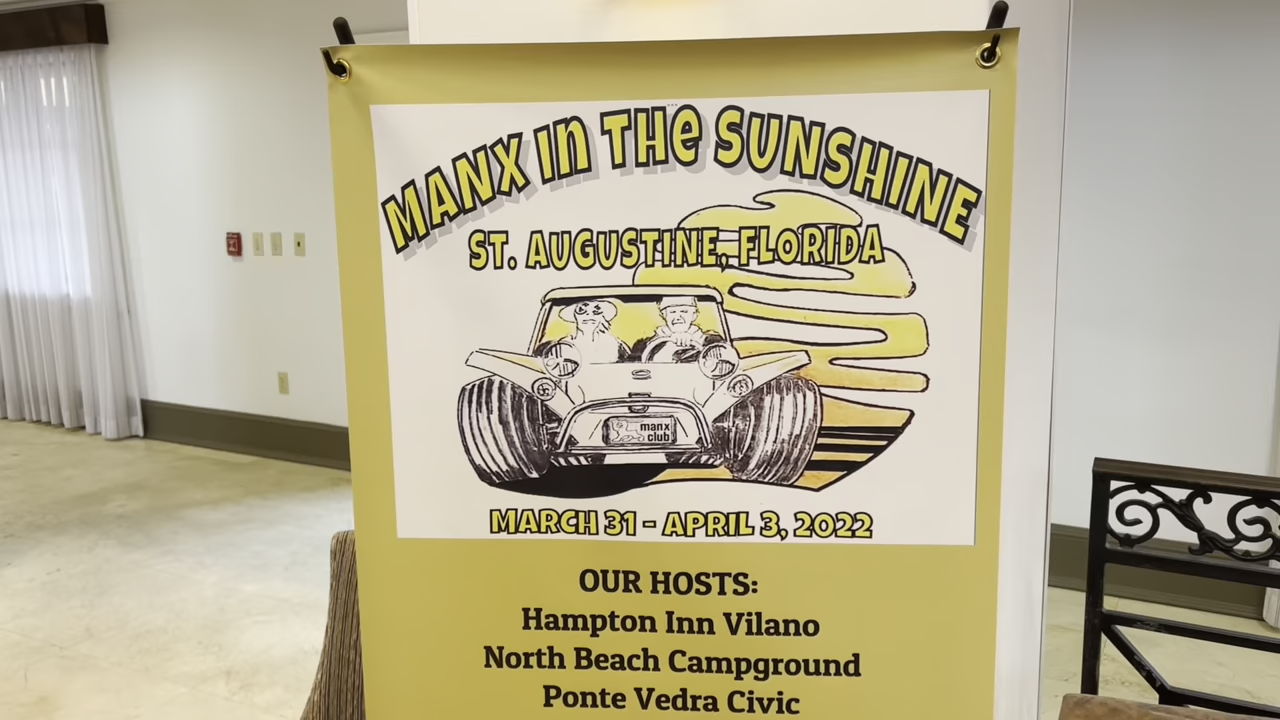 MANX In THe SUNSHINE
ST. AUGUSTINE, FLORIDA
manx
club
MARCH 31 - APRIL 3, 2022
OUR HOSTS:
Hampton Inn Vilano
North Beach Campground
Ponte Vedra Civic